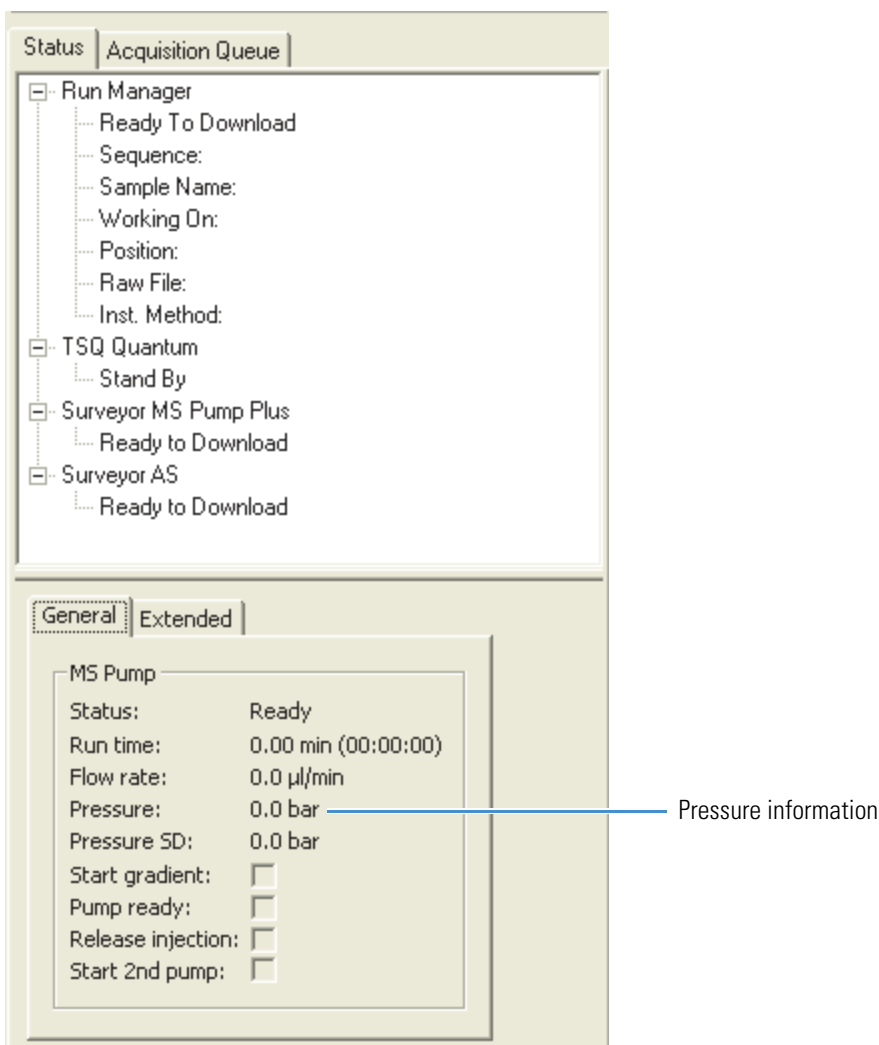 Status Acquisition Queue
Run Manager
Ready To Download
Sequence:
Sample Name:
Working On:
Position:
Raw File:
Inst. Method:
TSQ Quantum
Stand By
Surveyor MS Pump Plus
Ready to Download
Surveyor AS
Ready to Download
General Extended
MS Pump
Status: Ready
Run time: 0.00 min (00:00:00)
Flow rate: 0.0 µl/min
Pressure: 0.0 bar Pressure information
Pressure SD: 0.0 bar
Start gradient:
Pump ready:
Release injection:
Start 2nd pump: